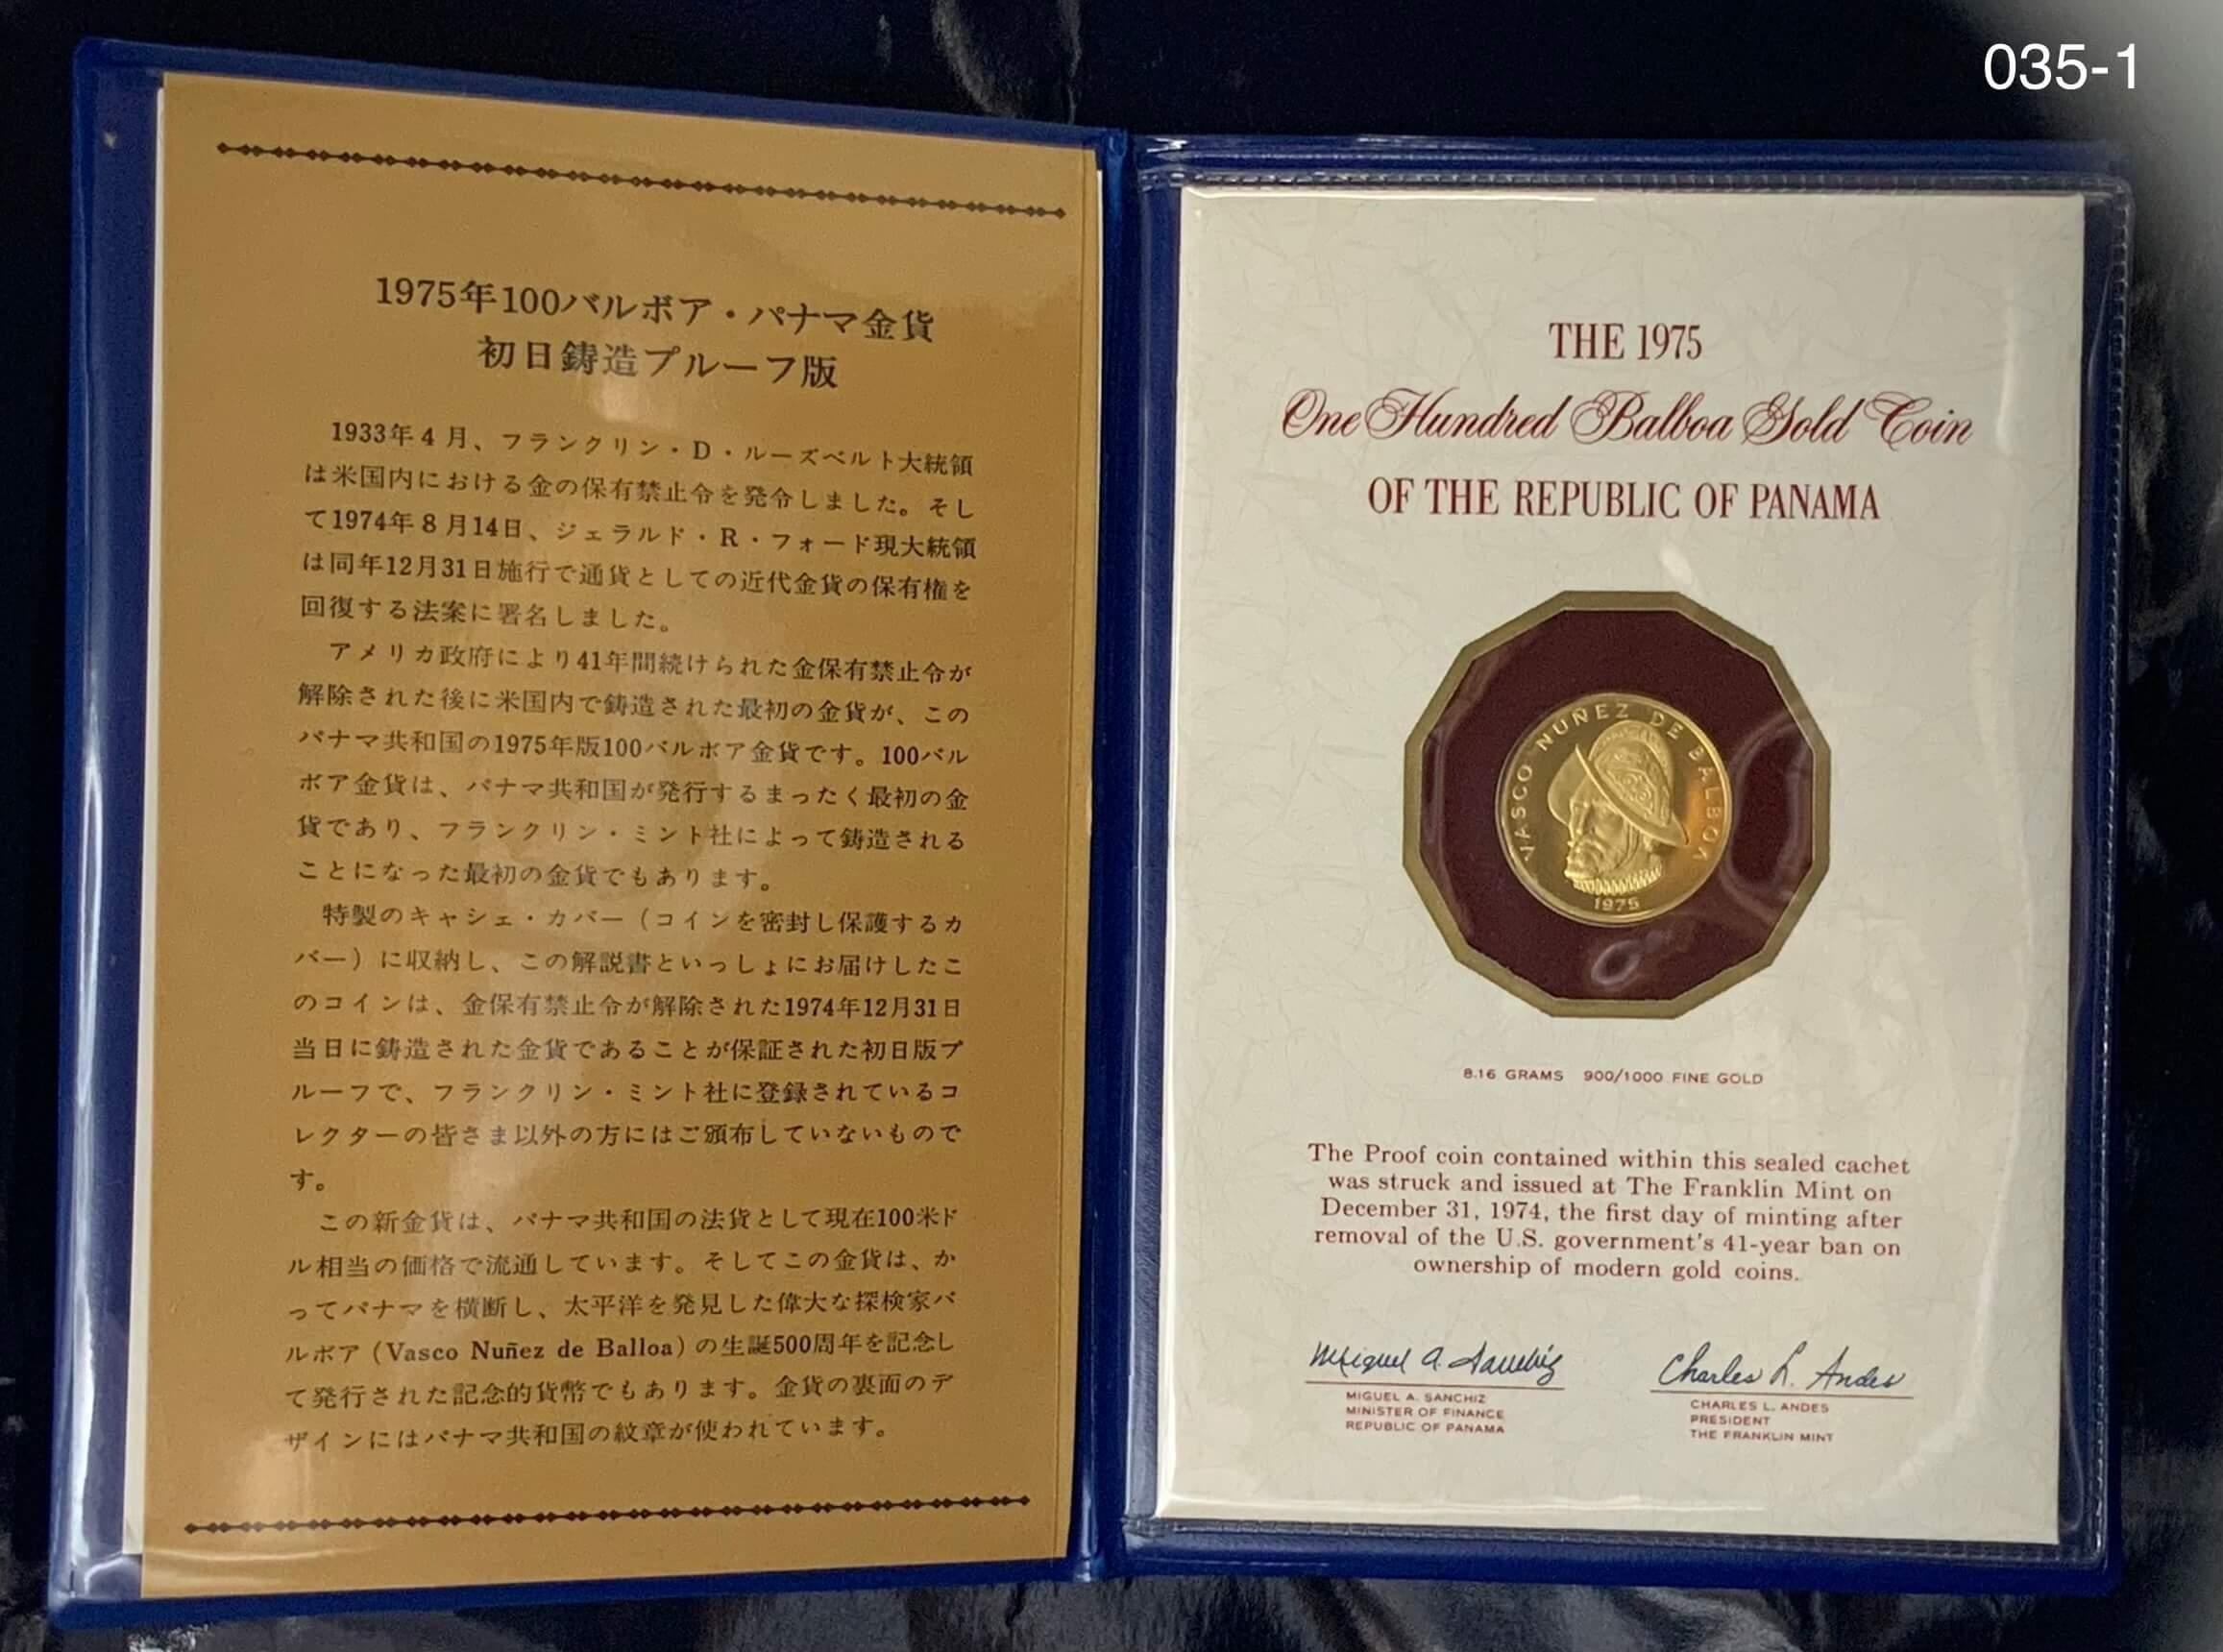 035-1
1975年100バルボア・パナマ金貨
初日鋳造プルーフ版
1933年4月、フランクリン・D・ルーズベルト大統領
は米国内における金の保有禁止令を発令しました。そし
て1974年8月14日、ジェラルド・R・フォード現大統領
は同年12月31日施行で通貨としての近代金貨の保有権を
回復する法案に署名しました。
アメリカ政府により41年間続けられた金保有禁止令が
解除された後に米国内で鋳造された最初の金貨が、この
パナマ共和国の1975年版100バルボア金貨です。100バル
ボア金貨は、パナマ共和国が発行するまったく最初の金
貨であり、フランクリン・ミント社によって鋳造される
ことになった最初の金貨でもあります。
特製のキャシェ・カバー（コインを密封し保護するカ
バー）に収納し、この解説書といっしょにお届けしたこ
のコインは、金保有禁止令が解除された1974年12月31日
当日に鋳造された金貨であることが保証された初日版プ
ルーフで、フランクリン・ミント社に登録されているコ
レクターの皆さま以外の方にはご頒布していないもので
す。
この新金貨は、パナマ共和国の法貨として現在100米ド
ル相当の価格で流通しています。そしてこの金貨は、か
ってパナマを横断し、太平洋を発見した偉大な探検家バ
ルボア（Vasco Nuñez de Balloa）の生誕500周年を記念し
て発行された記念的貨幣でもあります。金貨の裏面のデ
ザインにはパナマ共和国の紋章が使われています。
THE 1975
One Hundred Balboa Gold Coin
OF THE REPUBLIC OF PANAMA
VASCO NUÑEZ DE BALBOA
1975
8.16 GRAMS 900/1000 FINE GOLD
The Proof coin contained within this sealed cachet
was struck and issued at The Franklin Mint on
December 31, 1974, the first day of minting after
removal of the U.S. government's 41-year ban on
ownership of modern gold coins.
Miguel A. Sanchiz
MIGUEL A. SANCHIZ
MINISTER OF FINANCE
REPUBLIC OF PANAMA
Charles L. Andes
CHARLES L. ANDES
PRESIDENT
THE FRANKLIN MINT